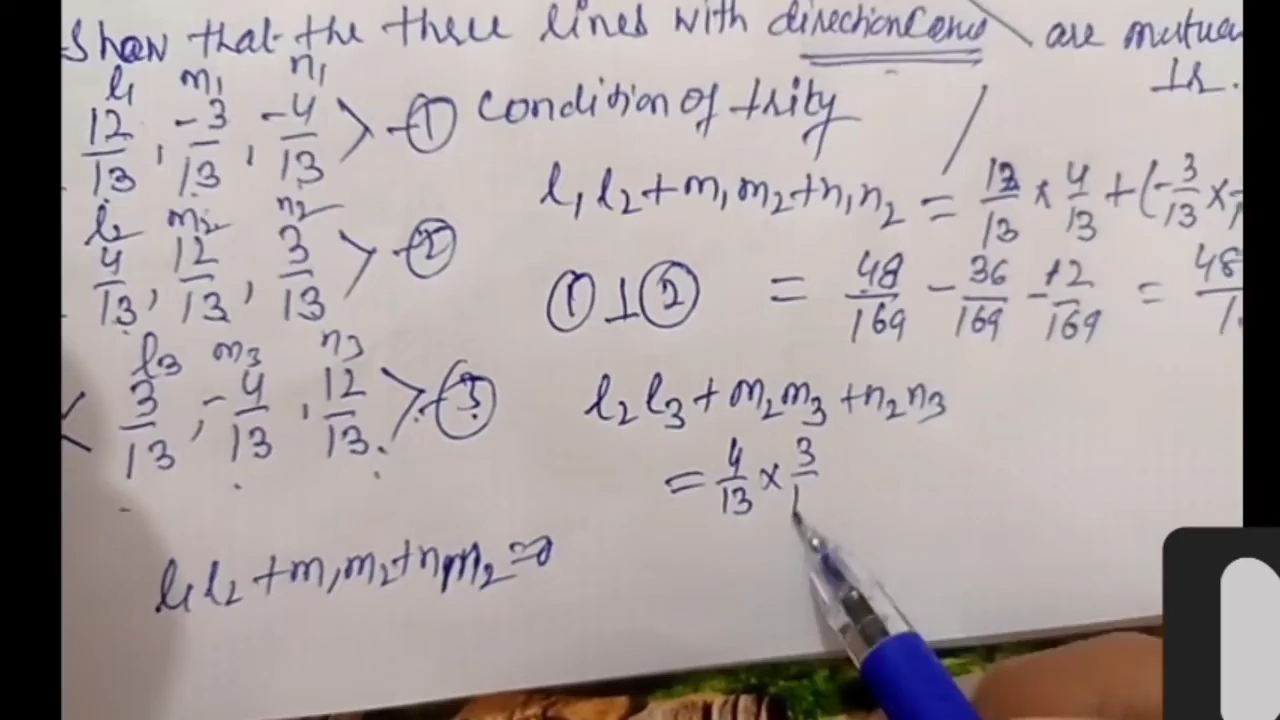 Show that the three lines with direction are mutua
l₁ m₁ n₁ ⊥r.
12/13, -3/13, -4/13 > -① Condition of ⊥rity
l₁l₂+m₁m₂+n₁n₂ = 12/13 × 4/13 + (-3/13 ×
l₂ m₂ n₂
4/13, 12/13, 3/13 > -②
①⊥② = 48/169 - 36/169 - 12/169 = 48/1
l₃ m₃ n₃
< 3/13, -4/13, 12/13 > -③
l₂l₃+m₂m₃+n₂n₃
= 4/13 × 3/1
l₁l₂+m₁m₂+n₁n₂=0